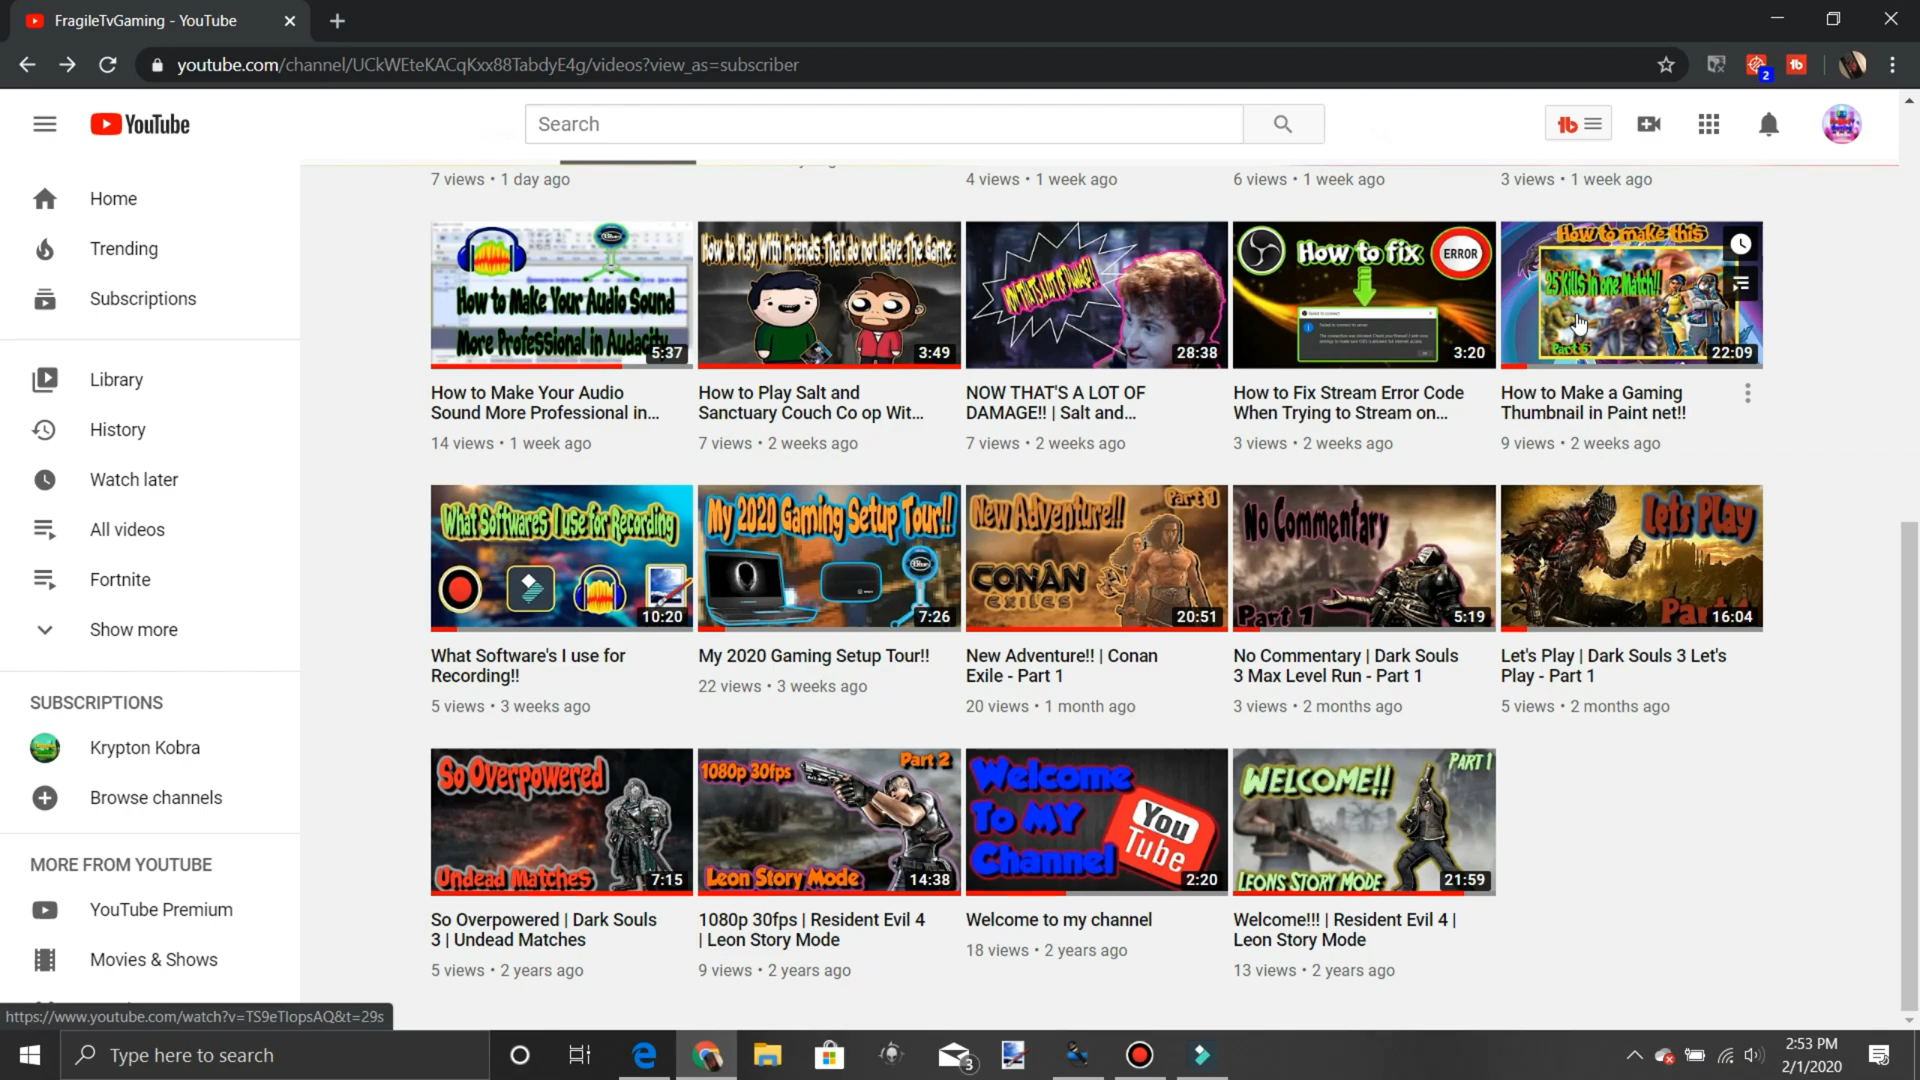 FragileTvGaming - YouTube
youtube.com/channel/UCkWEteKACqKxx88TabdyE4g/videos?view_as=subscriber
2
YouTube
Search
Home
Trending
Subscriptions
Library
History
Watch later
All videos
Fortnite
Show more
SUBSCRIPTIONS
Krypton Kobra
Browse channels
MORE FROM YOUTUBE
YouTube Premium
Movies & Shows
7 views • 1 day ago
4 views • 1 week ago
6 views • 1 week ago
3 views • 1 week ago
How to Make Your Audio Sound
More Professional in Audacity
5:37
How to Play With Friends That do not Have The Game
3:49
NOW THATS A LOT OF DAMAGE!!
28:38
How to fix
ERROR
3:20
How to make this
25 Kills in one Match!!
22:09
How to Make Your Audio
Sound More Professional in...
14 views • 1 week ago
How to Play Salt and
Sanctuary Couch Co op Wit...
7 views • 2 weeks ago
NOW THAT'S A LOT OF
DAMAGE!! | Salt and...
7 views • 2 weeks ago
How to Fix Stream Error Code
When Trying to Stream on...
3 views • 2 weeks ago
How to Make a Gaming
Thumbnail in Paint net!!
9 views • 2 weeks ago
What Softwares I use for Recording
10:20
My 2020 Gaming Setup Tour!!
7:26
New Adventure!!
Part 1
CONAN
EXILES
20:51
No Commentary
Part 1
5:19
Lets Play
16:04
What Software's I use for
Recording!!
5 views • 3 weeks ago
My 2020 Gaming Setup Tour!!
22 views • 3 weeks ago
New Adventure!! | Conan
Exile - Part 1
20 views • 1 month ago
No Commentary | Dark Souls
3 Max Level Run - Part 1
3 views • 2 months ago
Let's Play | Dark Souls 3 Let's
Play - Part 1
5 views • 2 months ago
So Overpowered
Undead Matches
7:15
1080p 30fps
Part 2
Leon Story Mode
14:38
Welcome
To MY
Channel
You
Tube
2:20
WELCOME!!
PART 1
LEONS STORY MODE
21:59
So Overpowered | Dark Souls
3 | Undead Matches
5 views • 2 years ago
1080p 30fps | Resident Evil 4
| Leon Story Mode
9 views • 2 years ago
Welcome to my channel
18 views • 2 years ago
Welcome!!! | Resident Evil 4 |
Leon Story Mode
13 views • 2 years ago
Type here to search
3
2:53 PM
2/1/2020